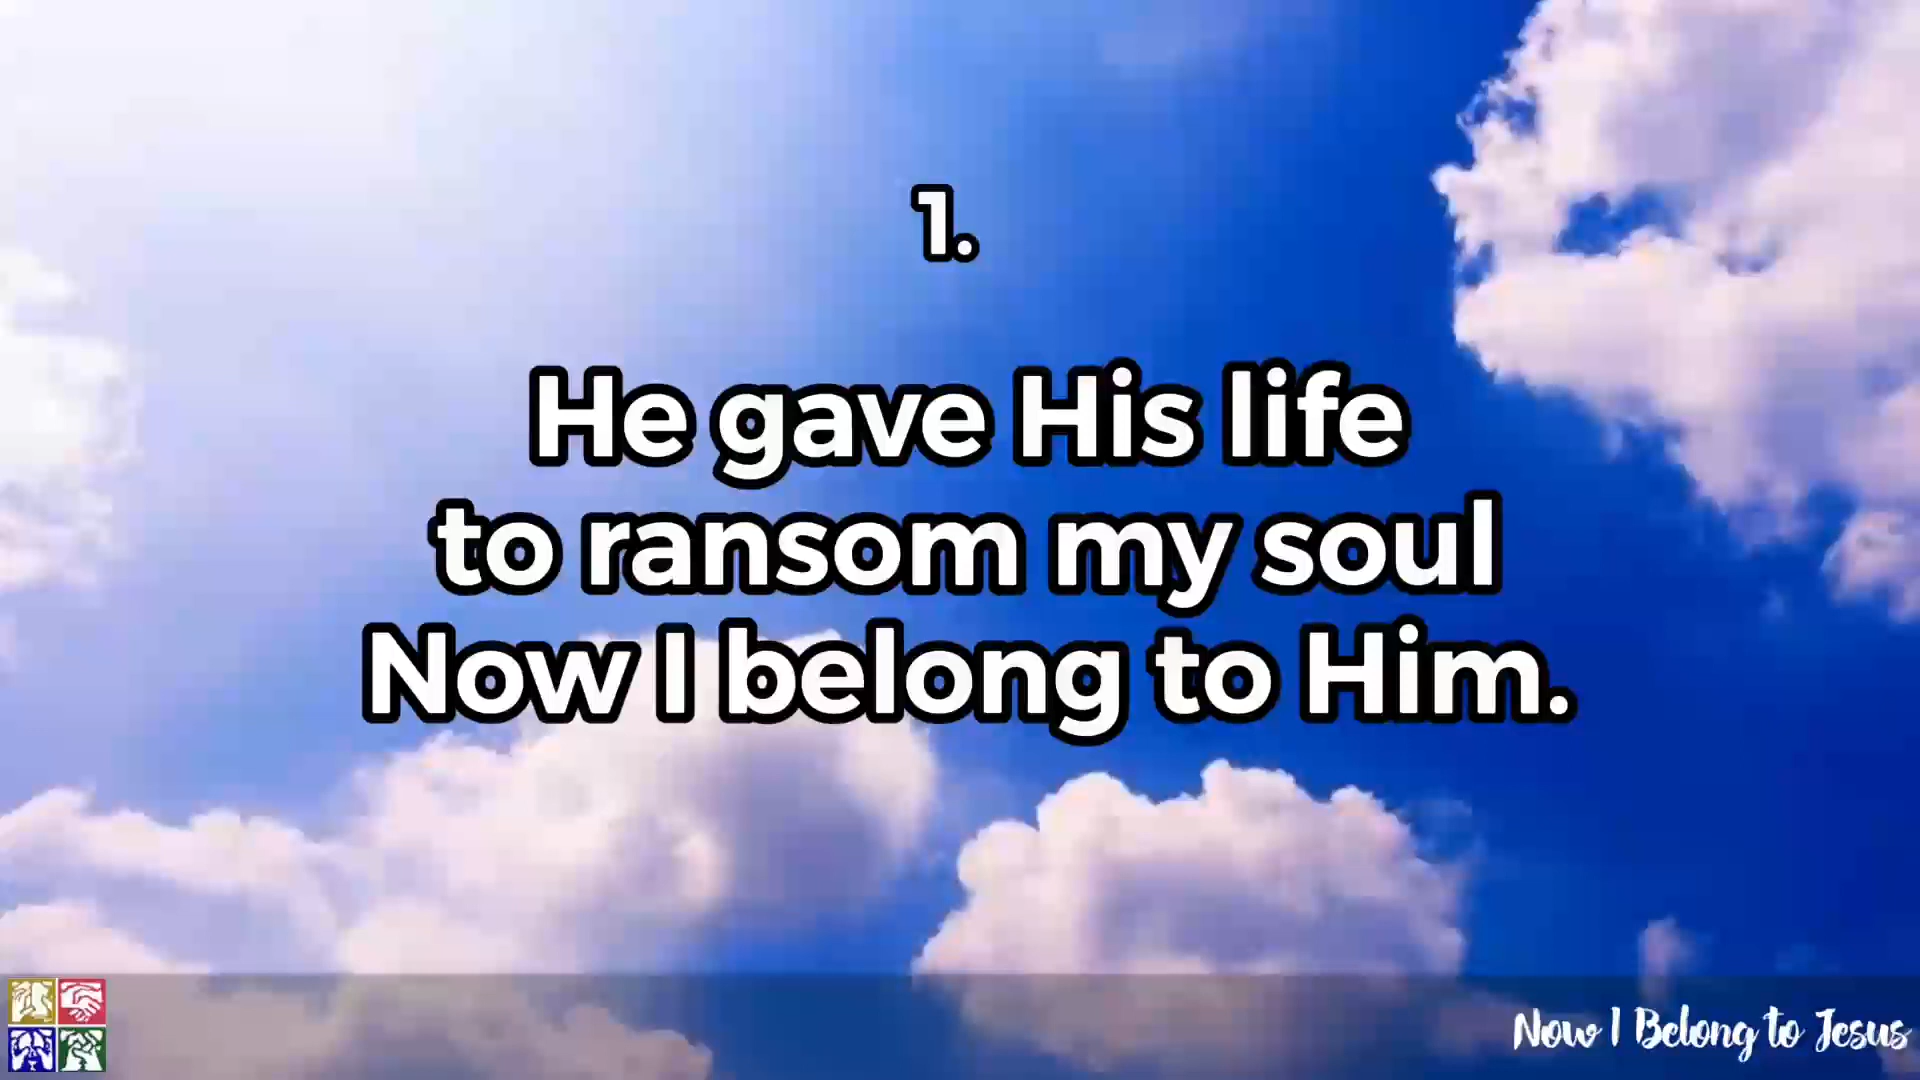 1.
He gave His life
to ransom my soul
Now I belong to Him.
Now I Belong to Jesus